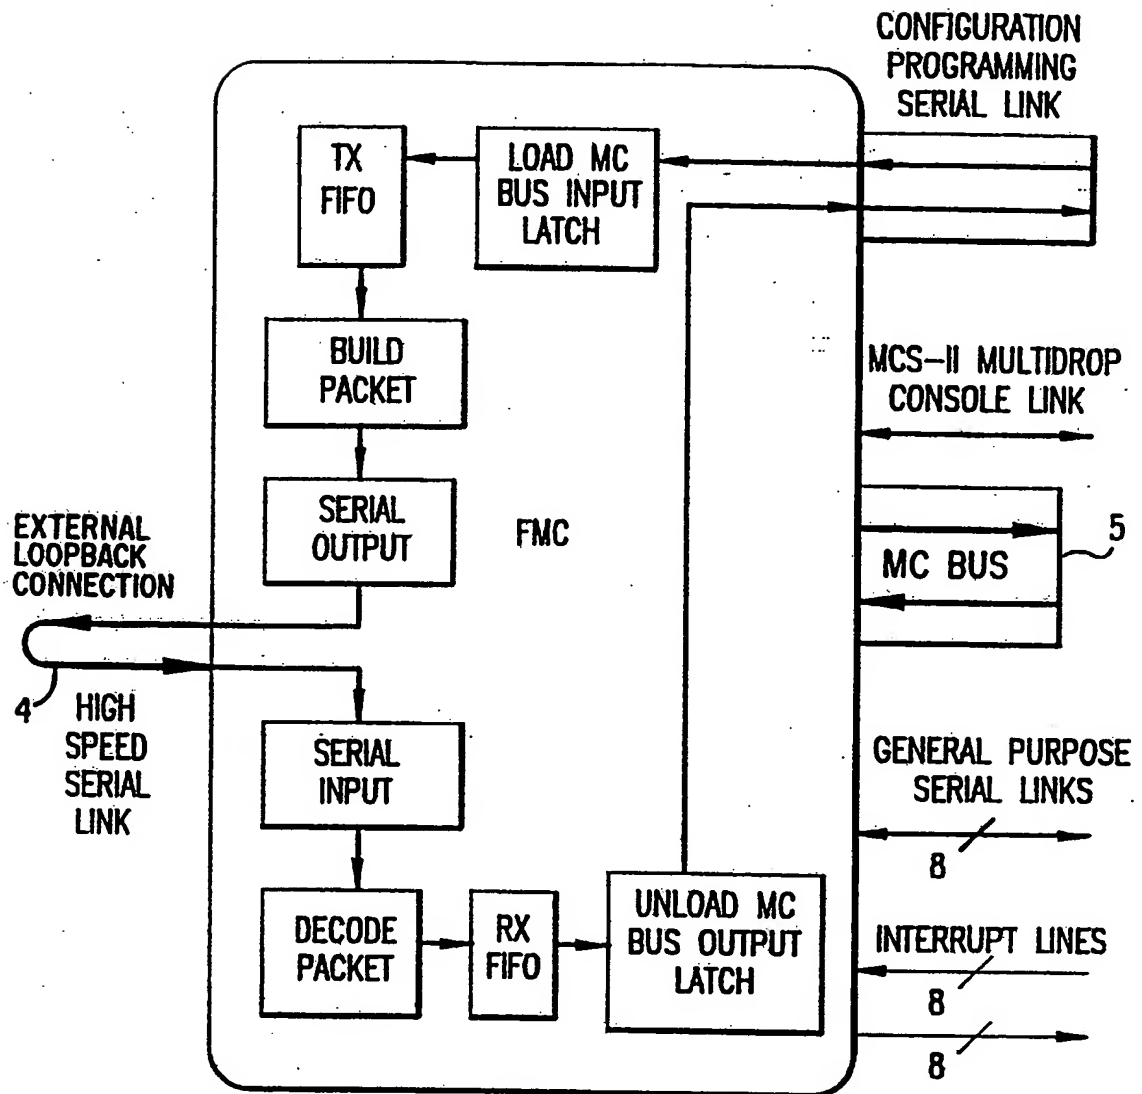 CONFIGURATION
PROGRAMMING
SERIAL LINK
TX
FIFO
LOAD MC
BUS INPUT
LATCH
BUILD
PACKET
MCS-II MULTIDROP
CONSOLE LINK
SERIAL
OUTPUT
FMC
EXTERNAL
LOOPBACK
CONNECTION
5
MC BUS
4
HIGH
SPEED
SERIAL
LINK
SERIAL
INPUT
GENERAL PURPOSE
SERIAL LINKS
8
DECODE
PACKET
RX
FIFO
UNLOAD MC
BUS OUTPUT
LATCH
INTERRUPT LINES
8
8